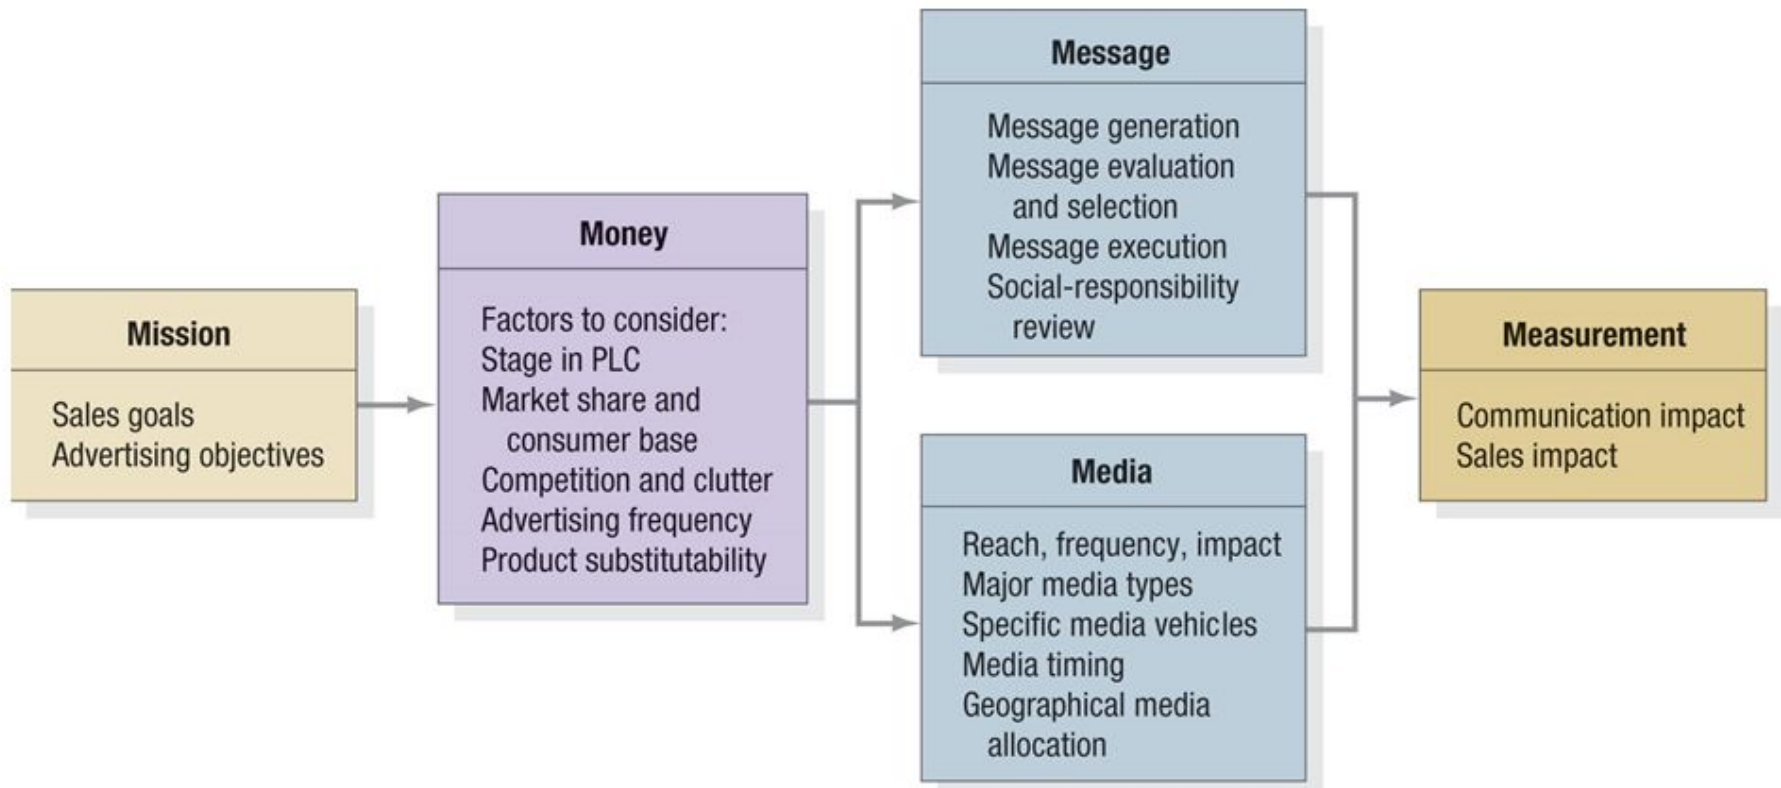 Mission
Sales goals
Advertising objectives
Money
Factors to consider:
Stage in PLC
Market share and
consumer base
Competition and clutter
Advertising frequency
Product substitutability
Message
Message generation
Message evaluation
and selection
Message execution
Social-responsibility
review
Media
Reach, frequency, impact
Major media types
Specific media vehicles
Media timing
Geographical media
allocation
Measurement
Communication impact
Sales impact